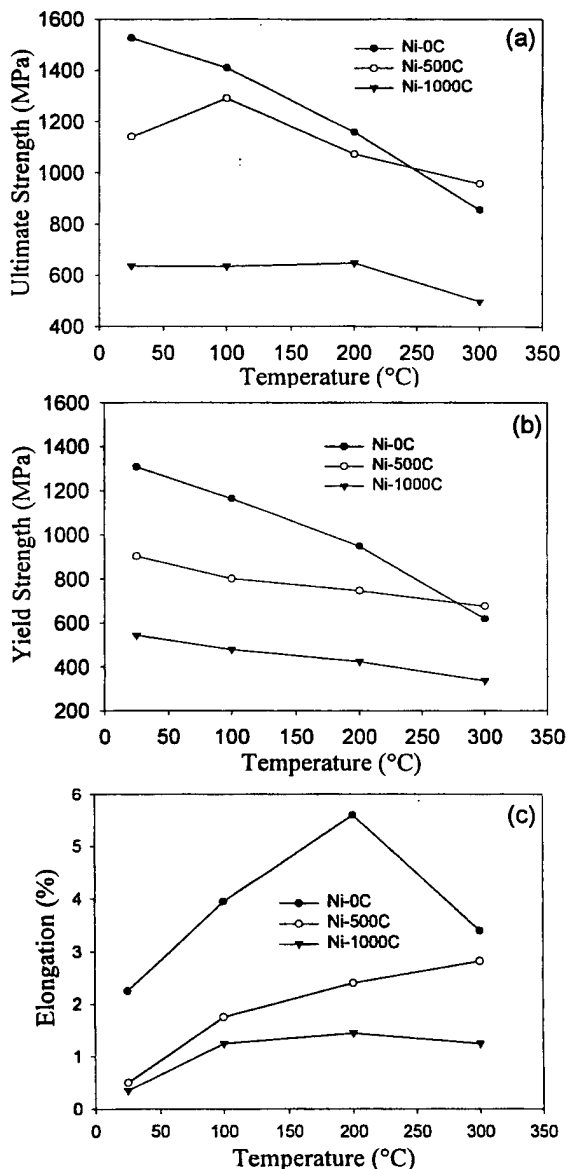 (a)
Ni-0C
Ni-500C
Ni-1000C
Ultimate Strength (MPa)
1600
1400
1200
1000
800
600
400
0 50 100 150 200 250 300 350
Temperature (°C)
(b)
Ni-0C
Ni-500C
Ni-1000C
Yield Strength (MPa)
1600
1400
1200
1000
800
600
400
200
0 50 100 150 200 250 300 350
Temperature (°C)
(c)
Ni-0C
Ni-500C
Ni-1000C
Elongation (%)
6
5
4
3
2
1
0
0 50 100 150 200 250 300 350
Temperature (°C)